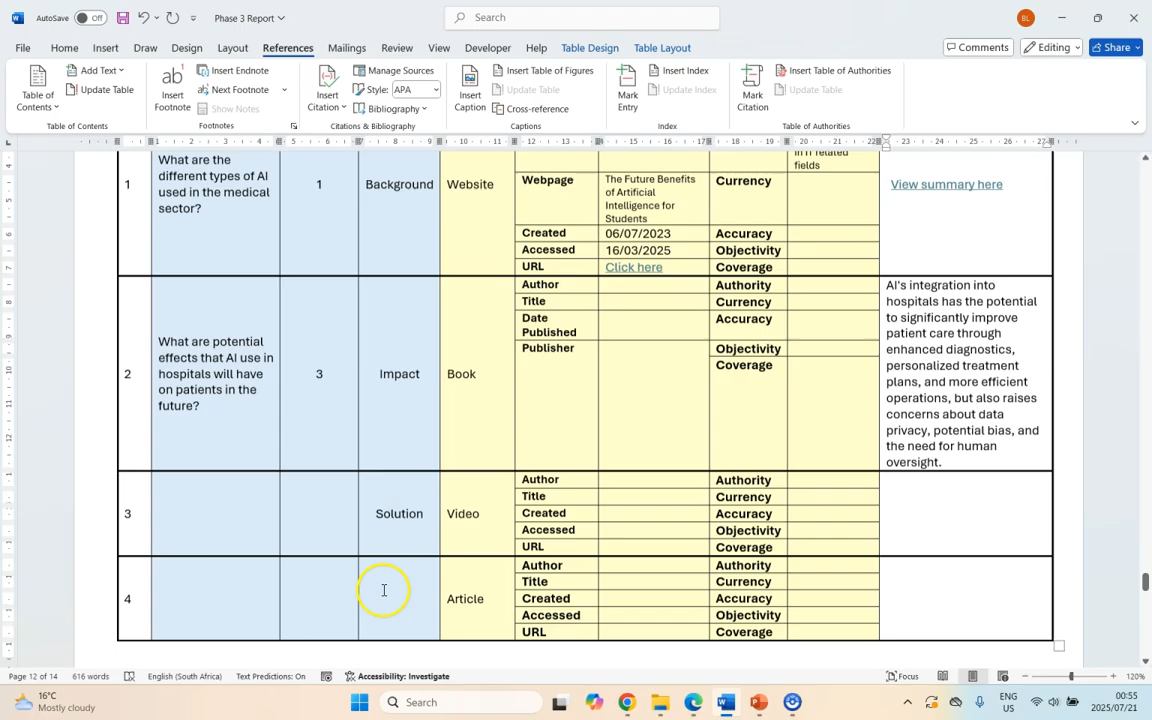 AutoSave Off Phase 3 Report Search BL
File Home Insert Draw Design Layout References Mailings Review View Developer Help Table Design Table Layout Comments Editing Share
Table of Contents Add Text Update Table Insert Footnote ab Insert Endnote Next Footnote Show Notes Insert Citation Manage Sources Style: APA Bibliography Insert Caption Insert Table of Figures Update Table Cross-reference Mark Entry Insert Index Update Index Mark Citation Insert Table of Authorities Update Table
Table of Contents Footnotes Citations & Bibliography Captions Index Table of Authorities
1
What are the
different types of AI
used in the medical
sector?
1
Background
Website
in IT related
fields
Webpage
The Future Benefits
of Artificial
Intelligence for
Students
Currency
Created 06/07/2023 Accuracy
Accessed 16/03/2025 Objectivity
URL Click here Coverage
View summary here
2
What are potential
effects that AI use in
hospitals will have
on patients in the
future?
3
Impact
Book
Author Authority
Title Currency
Date
Published
Accuracy
Publisher Objectivity
Coverage
AI's integration into
hospitals has the potential
to significantly improve
patient care through
enhanced diagnostics,
personalized treatment
plans, and more efficient
operations, but also raises
concerns about data
privacy, potential bias, and
the need for human
oversight.
3
Solution
Video
Author Authority
Title Currency
Created Accuracy
Accessed Objectivity
URL Coverage
4
Article
Author Authority
Title Currency
Created Accuracy
Accessed Objectivity
URL Coverage
Page 12 of 14 616 words English (South Africa) Text Predictions: On Accessibility: Investigate Focus 120%
16°C
Mostly cloudy
Search
ENG
US
00:55
2025/07/21